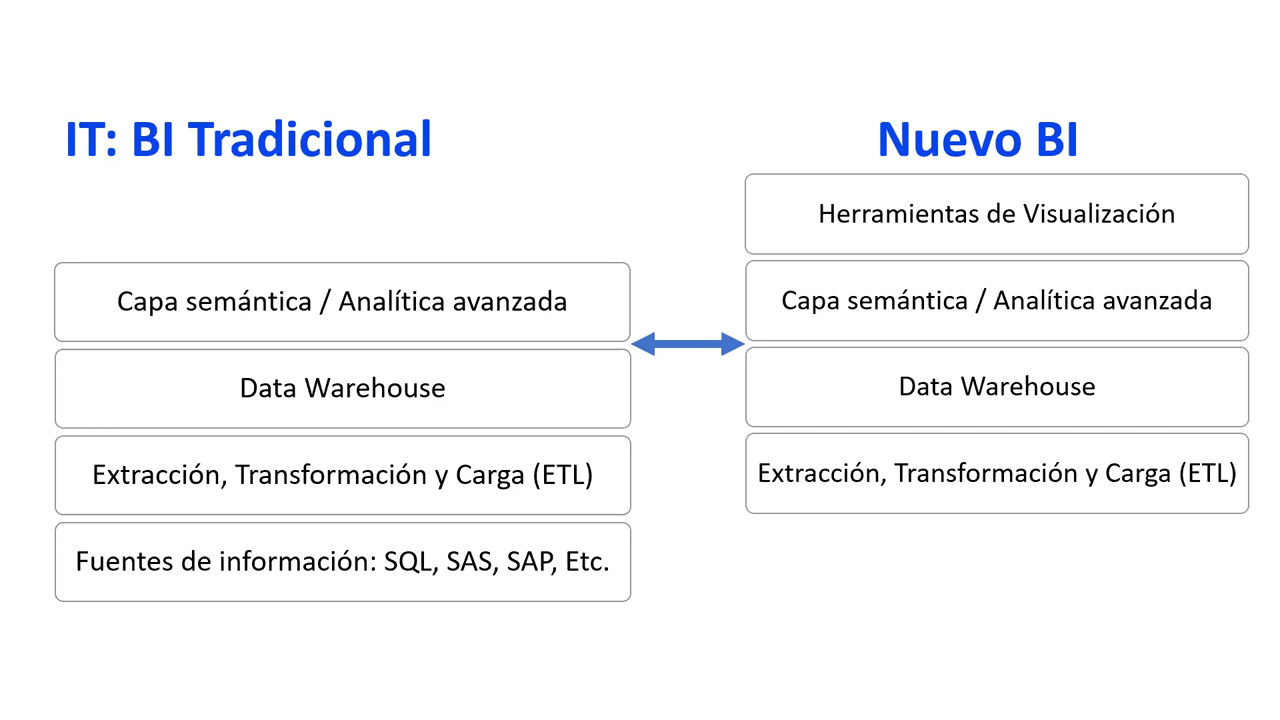 IT: BI Tradicional
Capa semántica / Analítica avanzada
Data Warehouse
Extracción, Transformación y Carga (ETL)
Fuentes de información: SQL, SAS, SAP, Etc.
Nuevo BI
Herramientas de Visualización
Capa semántica / Analítica avanzada
Data Warehouse
Extracción, Transformación y Carga (ETL)